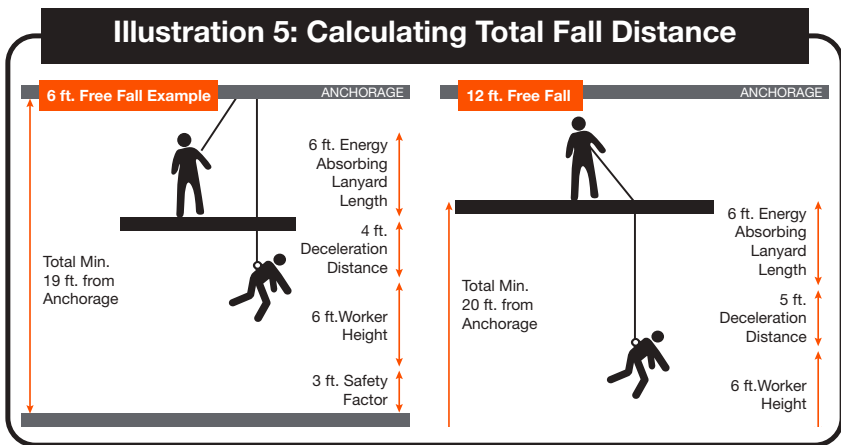 Illustration 5: Calculating Total Fall Distance
6 ft. Free Fall Example
ANCHORAGE
6 ft. Energy
Absorbing
Lanyard
Length
4 ft.
Deceleration
Distance
Total Min.
19 ft. from
Anchorage
6 ft.Worker
Height
3 ft. Safety
Factor
12 ft. Free Fall
ANCHORAGE
6 ft. Energy
Absorbing
Lanyard
Length
Total Min.
20 ft. from
Anchorage
5 ft.
Deceleration
Distance
6 ft.Worker
Height